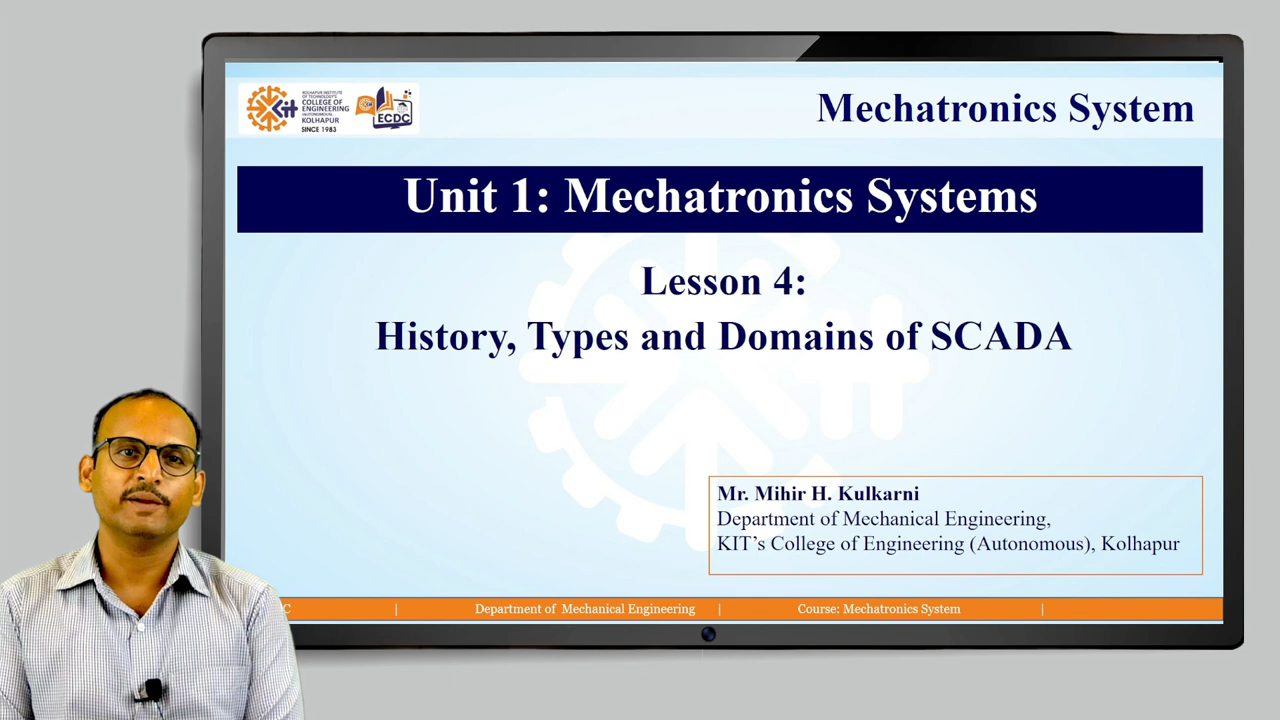 KOLHAPUR INSTITUTE
OF TECHNOLOGY'S
COLLEGE OF
ENGINEERING
(AUTONOMOUS),
KOLHAPUR
SINCE 1983
KiT
ECDC
Mechatronics System
Unit 1: Mechatronics Systems
Lesson 4:
History, Types and Domains of SCADA
Mr. Mihir H. Kulkarni
Department of Mechanical Engineering,
KIT's College of Engineering (Autonomous), Kolhapur
C | Department of Mechanical Engineering | Course: Mechatronics System |